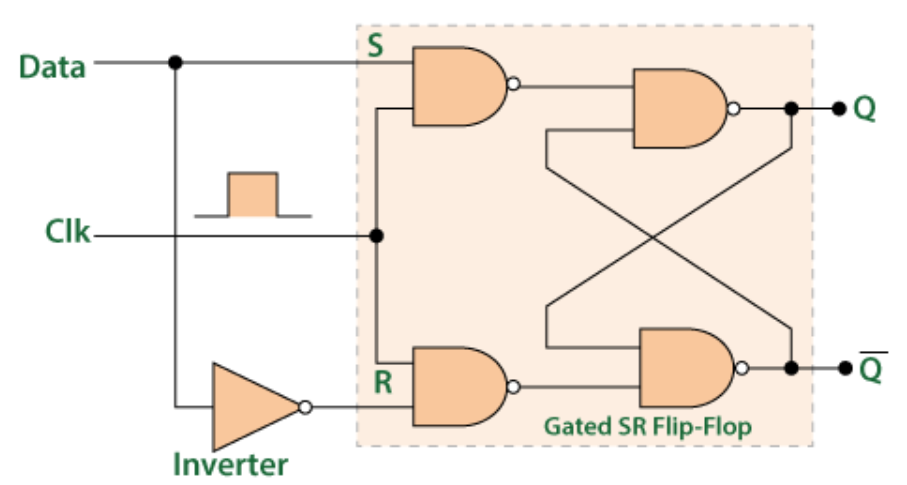 S
Data
Q
Clk
R
Q̅
Gated SR Flip-Flop
Inverter